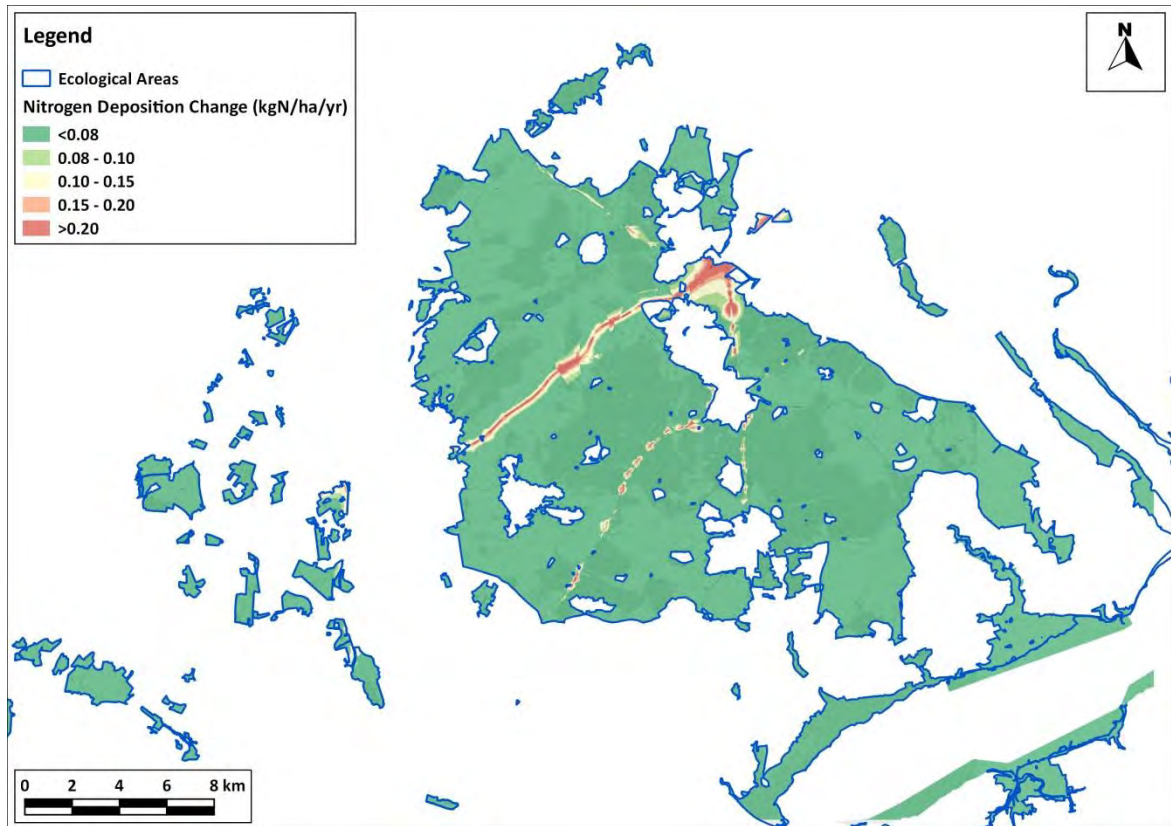 Legend
Ecological Areas
Nitrogen Deposition Change (kgN/ha/yr)
<0.08
0.08 - 0.10
0.10 - 0.15
0.15 - 0.20
>0.20
N
0 2 4 6 8 km